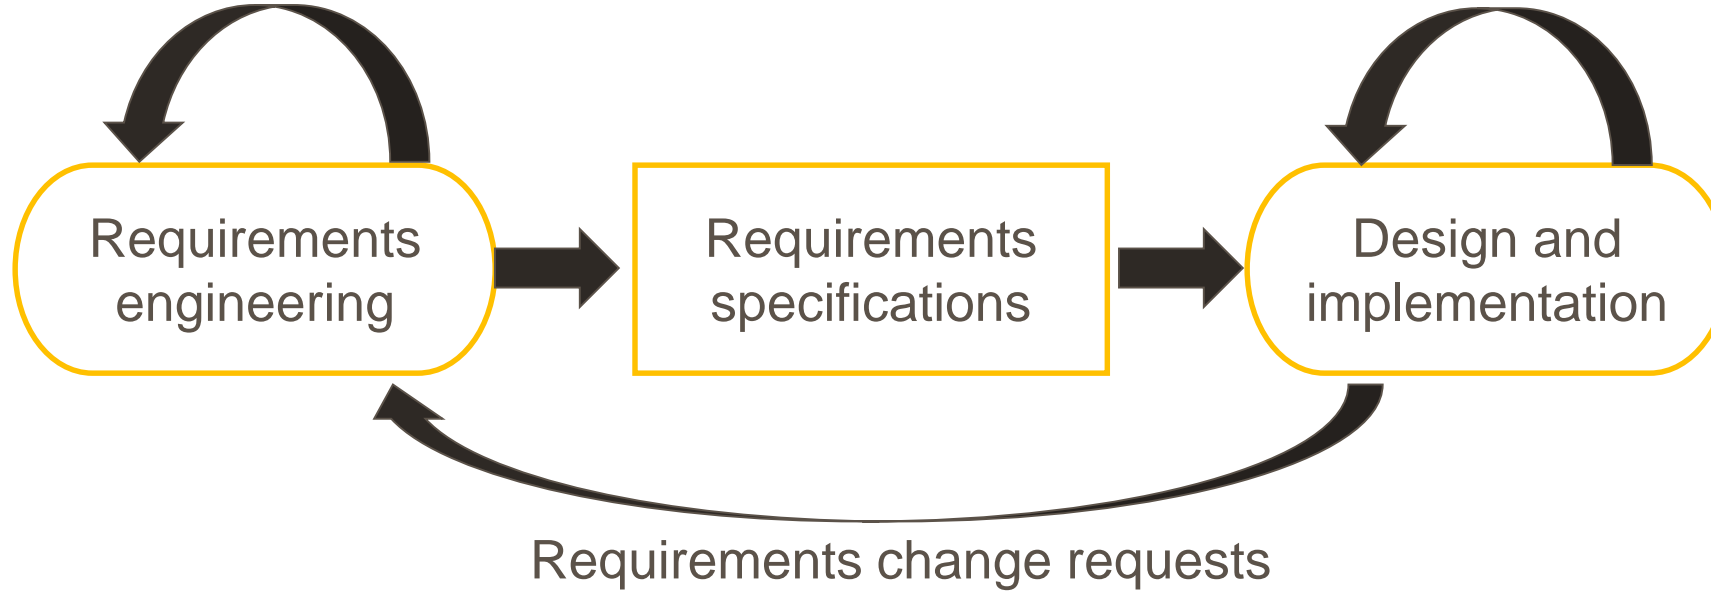 Requirements
engineering
Requirements
specifications
Design and
implementation
Requirements change requests